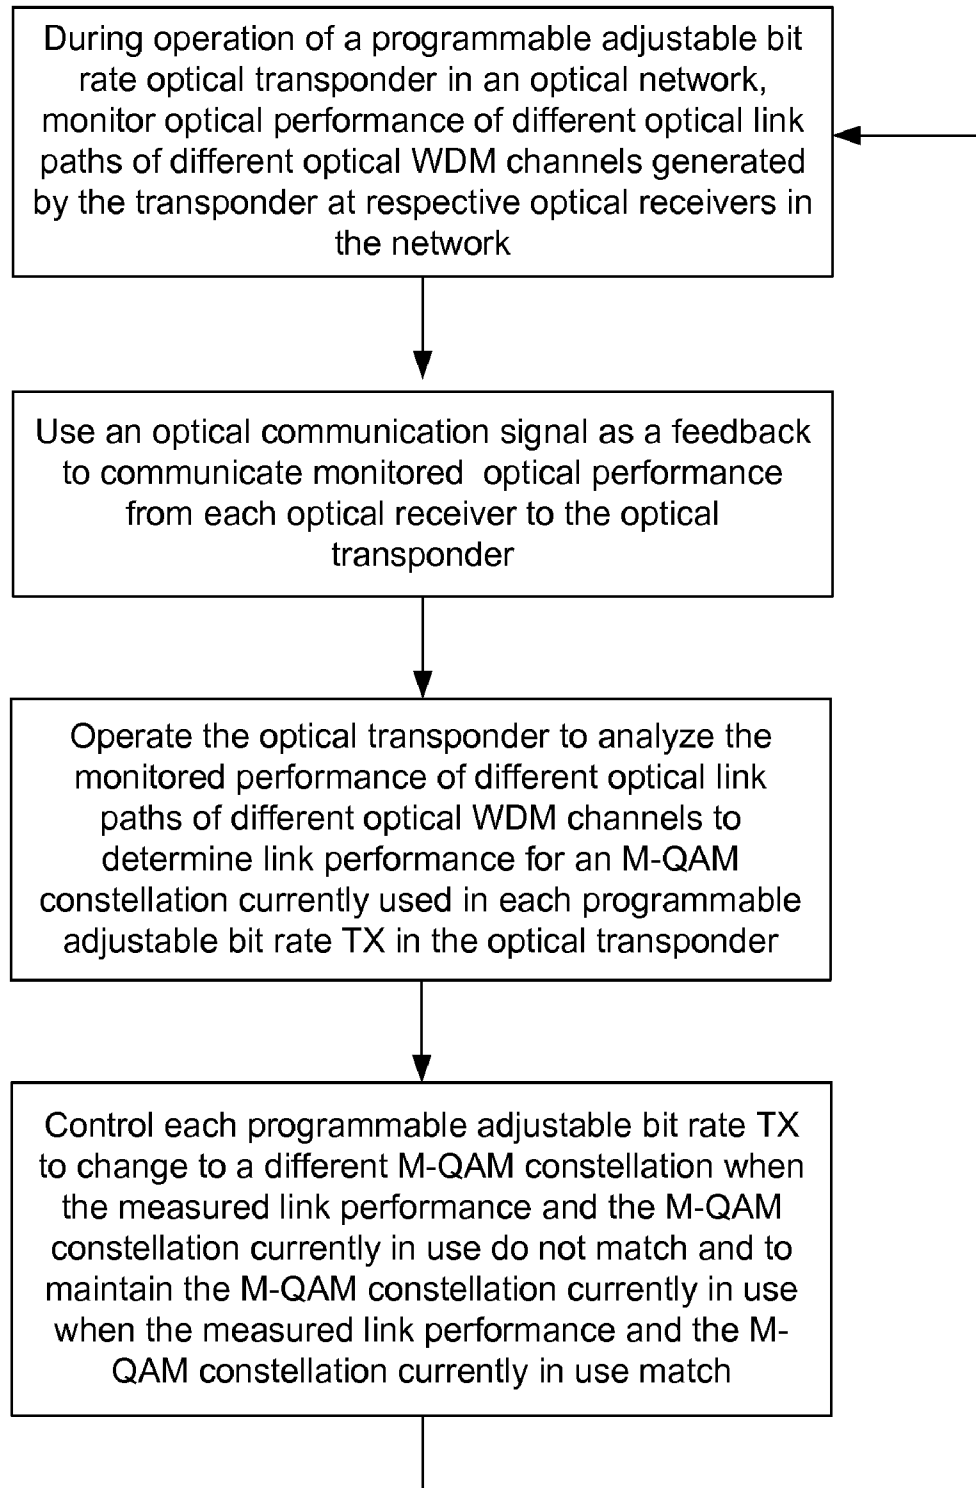 During operation of a programmable adjustable bit
rate optical transponder in an optical network,
monitor optical performance of different optical link
paths of different optical WDM channels generated
by the transponder at respective optical receivers in
the network
Use an optical communication signal as a feedback
to communicate monitored optical performance
from each optical receiver to the optical
transponder
Operate the optical transponder to analyze the
monitored performance of different optical link
paths of different optical WDM channels to
determine link performance for an M-QAM
constellation currently used in each programmable
adjustable bit rate TX in the optical transponder
Control each programmable adjustable bit rate TX
to change to a different M-QAM constellation when
the measured link performance and the M-QAM
constellation currently in use do not match and to
maintain the M-QAM constellation currently in use
when the measured link performance and the M-
QAM constellation currently in use match